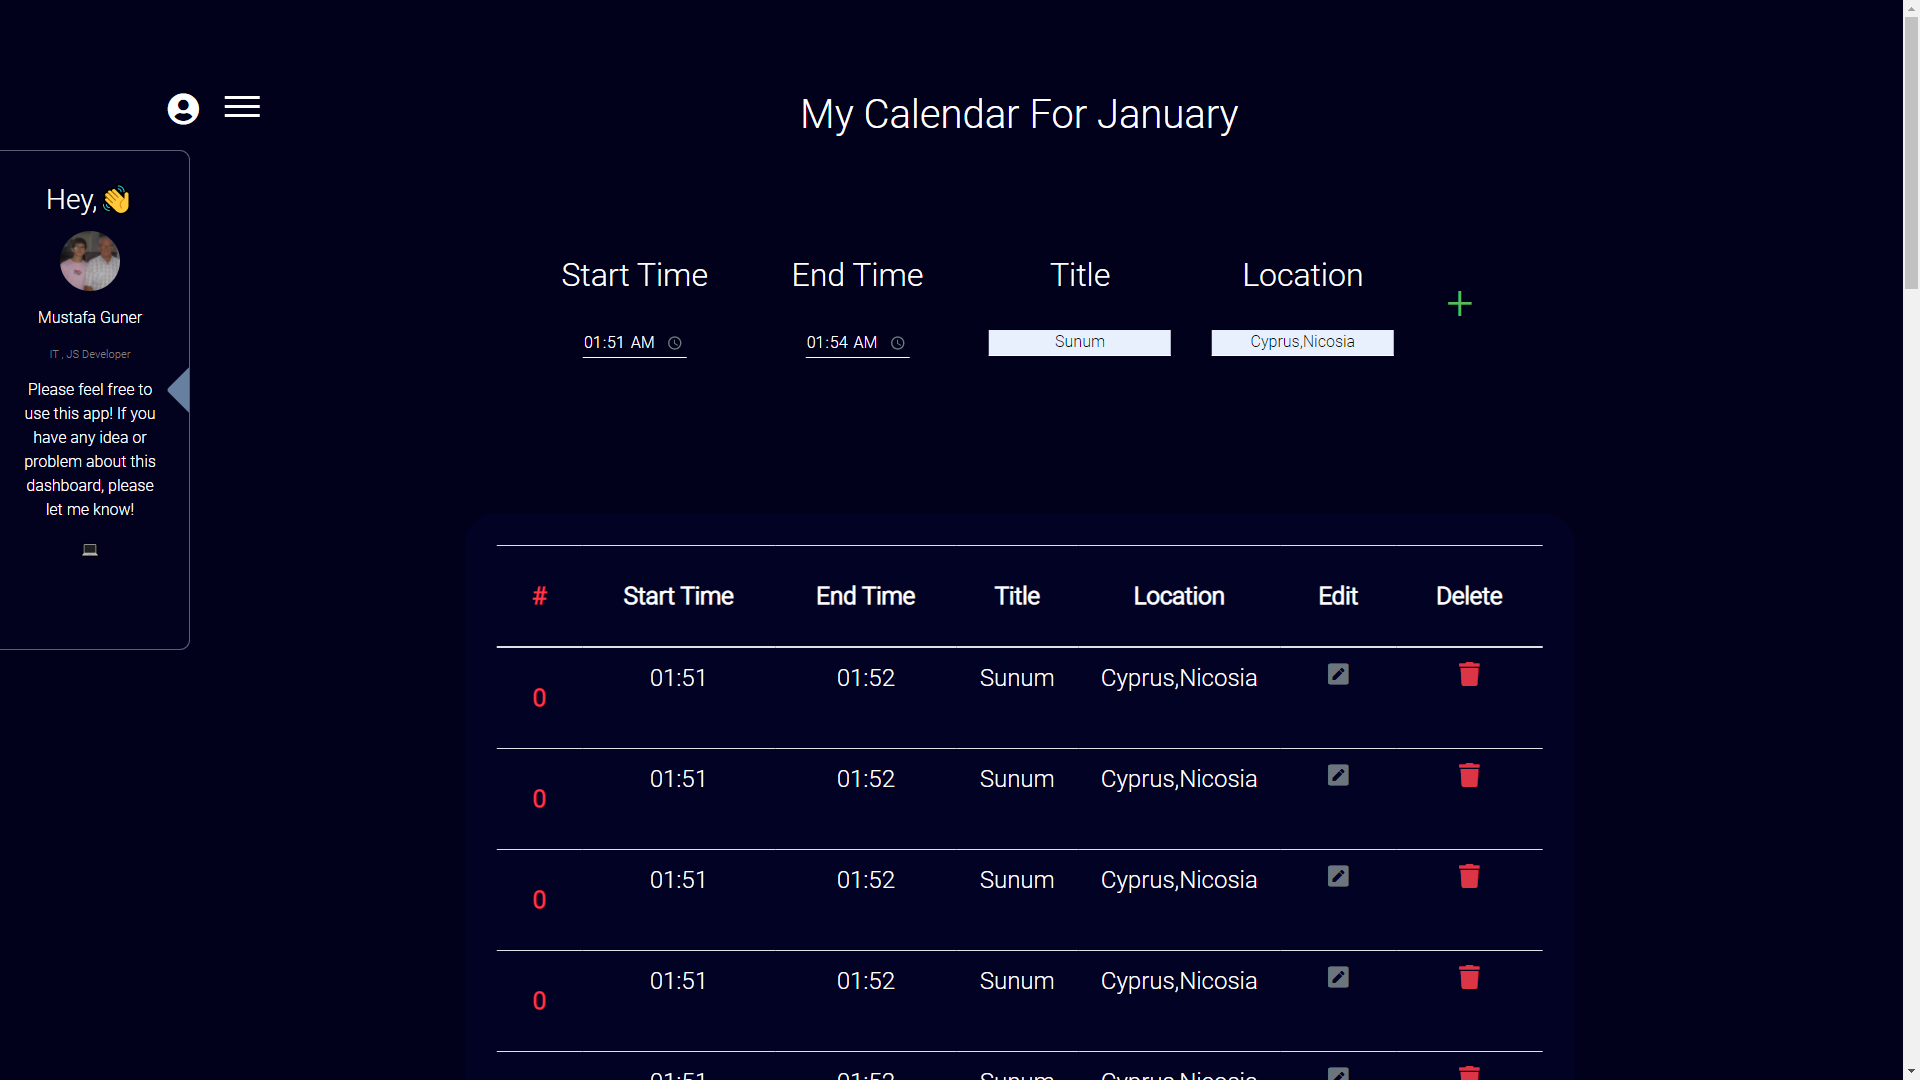 My Calendar For January
Hey, 👋
Mustafa Guner
IT , JS Developer
Please feel free to
use this app! If you
have any idea or
problem about this
dashboard, please
let me know!
Start Time End Time Title Location
01:51 AM 01:54 AM Sunum Cyprus,Nicosia
# Start Time End Time Title Location Edit Delete
0 01:51 01:52 Sunum Cyprus,Nicosia
0 01:51 01:52 Sunum Cyprus,Nicosia
0 01:51 01:52 Sunum Cyprus,Nicosia
0 01:51 01:52 Sunum Cyprus,Nicosia
01:51 01:52 Sunum Cyprus,Nicosia